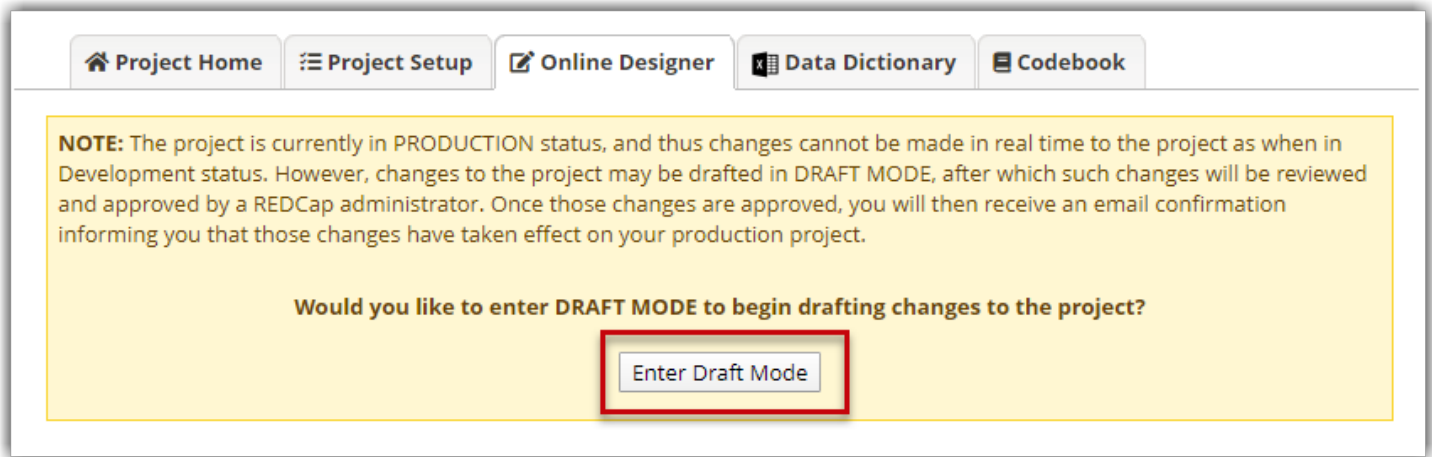 Project Home Project Setup Online Designer Data Dictionary Codebook
NOTE: The project is currently in PRODUCTION status, and thus changes cannot be made in real time to the project as when in
Development status. However, changes to the project may be drafted in DRAFT MODE, after which such changes will be reviewed
and approved by a REDCap administrator. Once those changes are approved, you will then receive an email confirmation
informing you that those changes have taken effect on your production project.
Would you like to enter DRAFT MODE to begin drafting changes to the project?
Enter Draft Mode